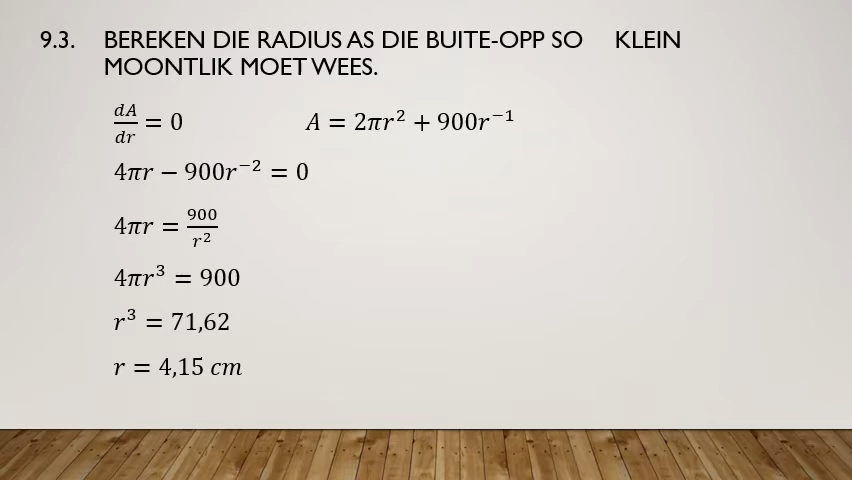 9.3. BEREKEN DIE RADIUS AS DIE BUITE-OPP SO KLEIN
MOONTLIK MOET WEES.
dA/dr = 0 A = 2πr² + 900r⁻¹
4πr − 900r⁻² = 0
4πr = 900/r²
4πr³ = 900
r³ = 71,62
r = 4,15 cm